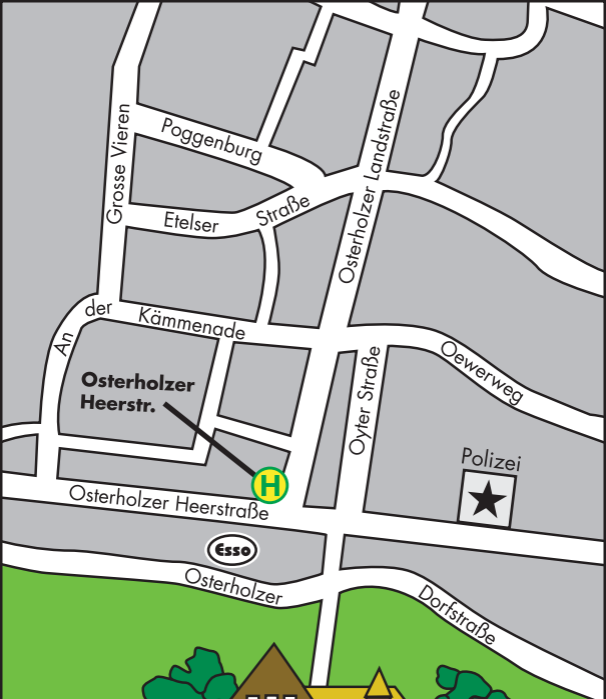 Poggenburg
Grosse Vieren
Osterholzer Landstraße
Etelser Straße
An der Kämmenade
Oewerweg
Oyter Straße
Osterholzer
Heerstr.
Polizei
H
Osterholzer Heerstraße
Esso
Osterholzer Dorfstraße